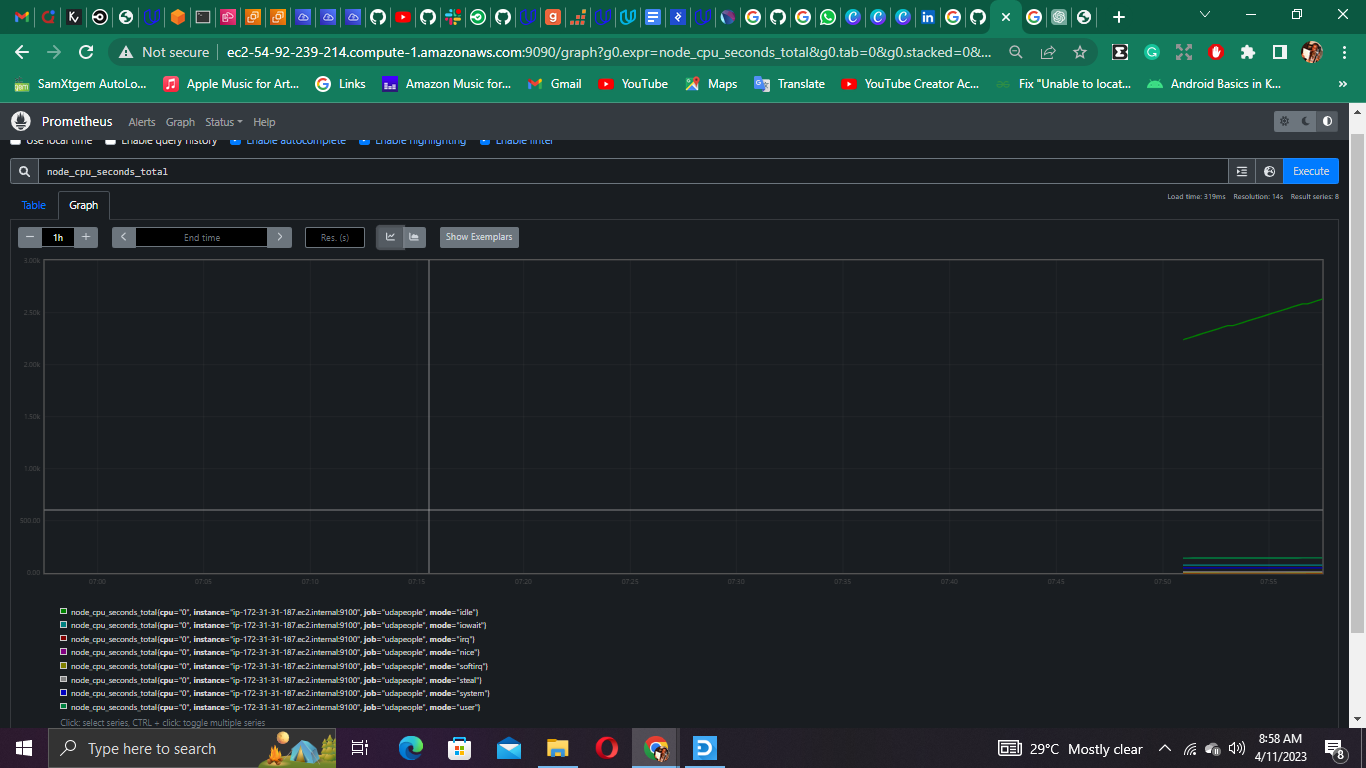 Not secure
ec2-54-92-239-214.compute-1.amazonaws.com:9090/graph?g0.expr=node_cpu_seconds_total&g0.tab=0&g0.stacked=0&...
SamXtgem AutoLo...
Apple Music for Art...
Links
Amazon Music for...
Gmail
YouTube
Maps
Translate
YouTube Creator Ac...
Fix "Unable to locat...
Android Basics in K...
»
Prometheus Alerts Graph Status Help
Use local time Enable query history Enable autocomplete Enable highlighting Enable linter
node_cpu_seconds_total
Execute
Load time: 319ms Resolution: 14s Result series: 8
Table Graph
− 1h + < End time > Res. (s) Show Exemplars
3.00k
2.50k
2.00k
1.50k
1.00k
500.00
0.00
07:00 07:05 07:10 07:15 07:20 07:25 07:30 07:35 07:40 07:45 07:50 07:55
node_cpu_seconds_total{cpu="0", instance="ip-172-31-31-187.ec2.internal:9100", job="udapeople", mode="idle"}
node_cpu_seconds_total{cpu="0", instance="ip-172-31-31-187.ec2.internal:9100", job="udapeople", mode="iowait"}
node_cpu_seconds_total{cpu="0", instance="ip-172-31-31-187.ec2.internal:9100", job="udapeople", mode="irq"}
node_cpu_seconds_total{cpu="0", instance="ip-172-31-31-187.ec2.internal:9100", job="udapeople", mode="nice"}
node_cpu_seconds_total{cpu="0", instance="ip-172-31-31-187.ec2.internal:9100", job="udapeople", mode="softirq"}
node_cpu_seconds_total{cpu="0", instance="ip-172-31-31-187.ec2.internal:9100", job="udapeople", mode="steal"}
node_cpu_seconds_total{cpu="0", instance="ip-172-31-31-187.ec2.internal:9100", job="udapeople", mode="system"}
node_cpu_seconds_total{cpu="0", instance="ip-172-31-31-187.ec2.internal:9100", job="udapeople", mode="user"}
Click: select series, CTRL + click: toggle multiple series
Type here to search
29°C Mostly clear
8:58 AM
4/11/2023
8